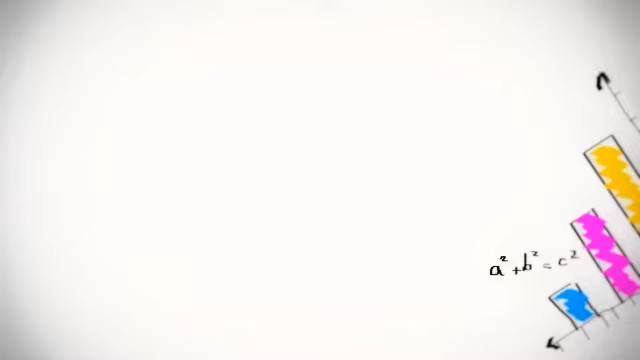 a² + b² = c²